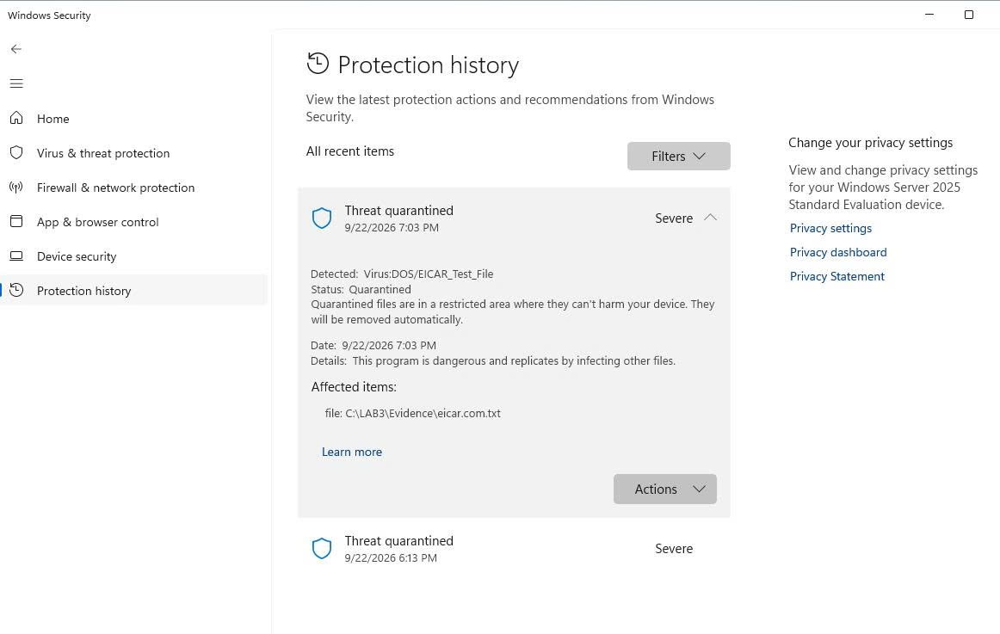 Windows Security
Home
Virus & threat protection
Firewall & network protection
App & browser control
Device security
Protection history
Protection history
View the latest protection actions and recommendations from Windows
Security.
All recent items
Filters
Threat quarantined
9/22/2026 7:03 PM
Severe
Detected: Virus:DOS/EICAR_Test_File
Status: Quarantined
Quarantined files are in a restricted area where they can't harm your device. They
will be removed automatically.
Date: 9/22/2026 7:03 PM
Details: This program is dangerous and replicates by infecting other files.
Affected items:
file: C:\LAB3\Evidence\eicar.com.txt
Learn more
Actions
Threat quarantined
9/22/2026 6:13 PM
Severe
Change your privacy settings
View and change privacy settings
for your Windows Server 2025
Standard Evaluation device.
Privacy settings
Privacy dashboard
Privacy Statement